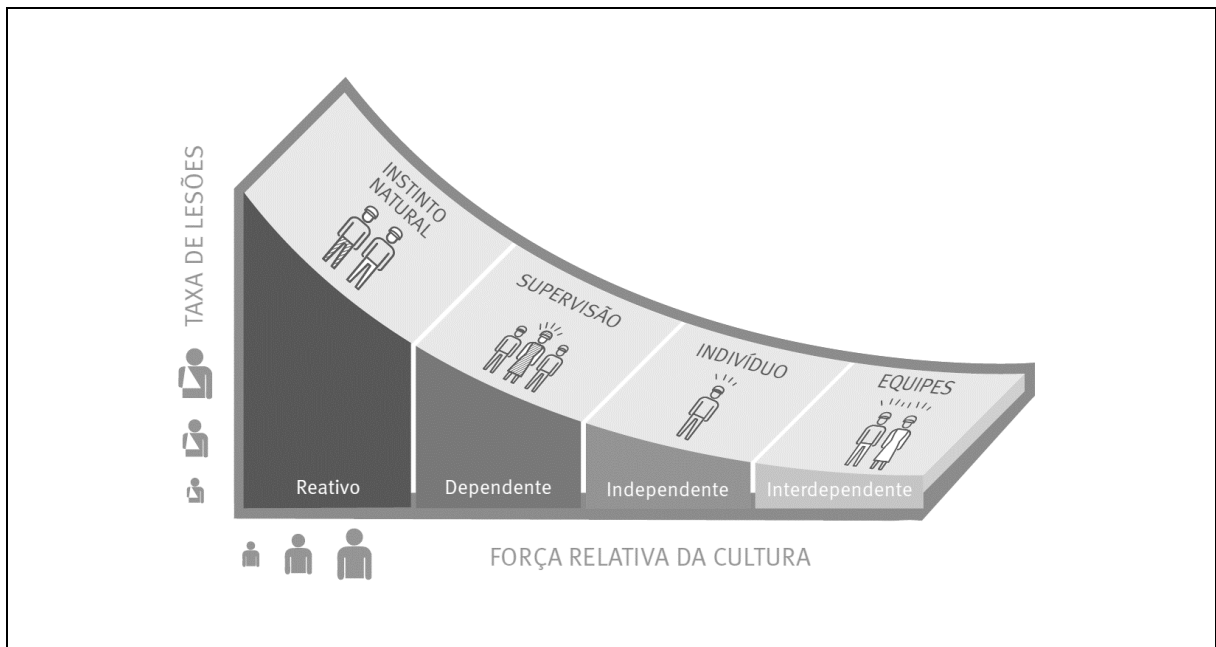 TAXA DE LESÕES
INSTINTO
NATURAL
SUPERVISÃO
INDIVÍDUO
EQUIPES
Reativo
Dependente
Independente
Interdependente
FORÇA RELATIVA DA CULTURA